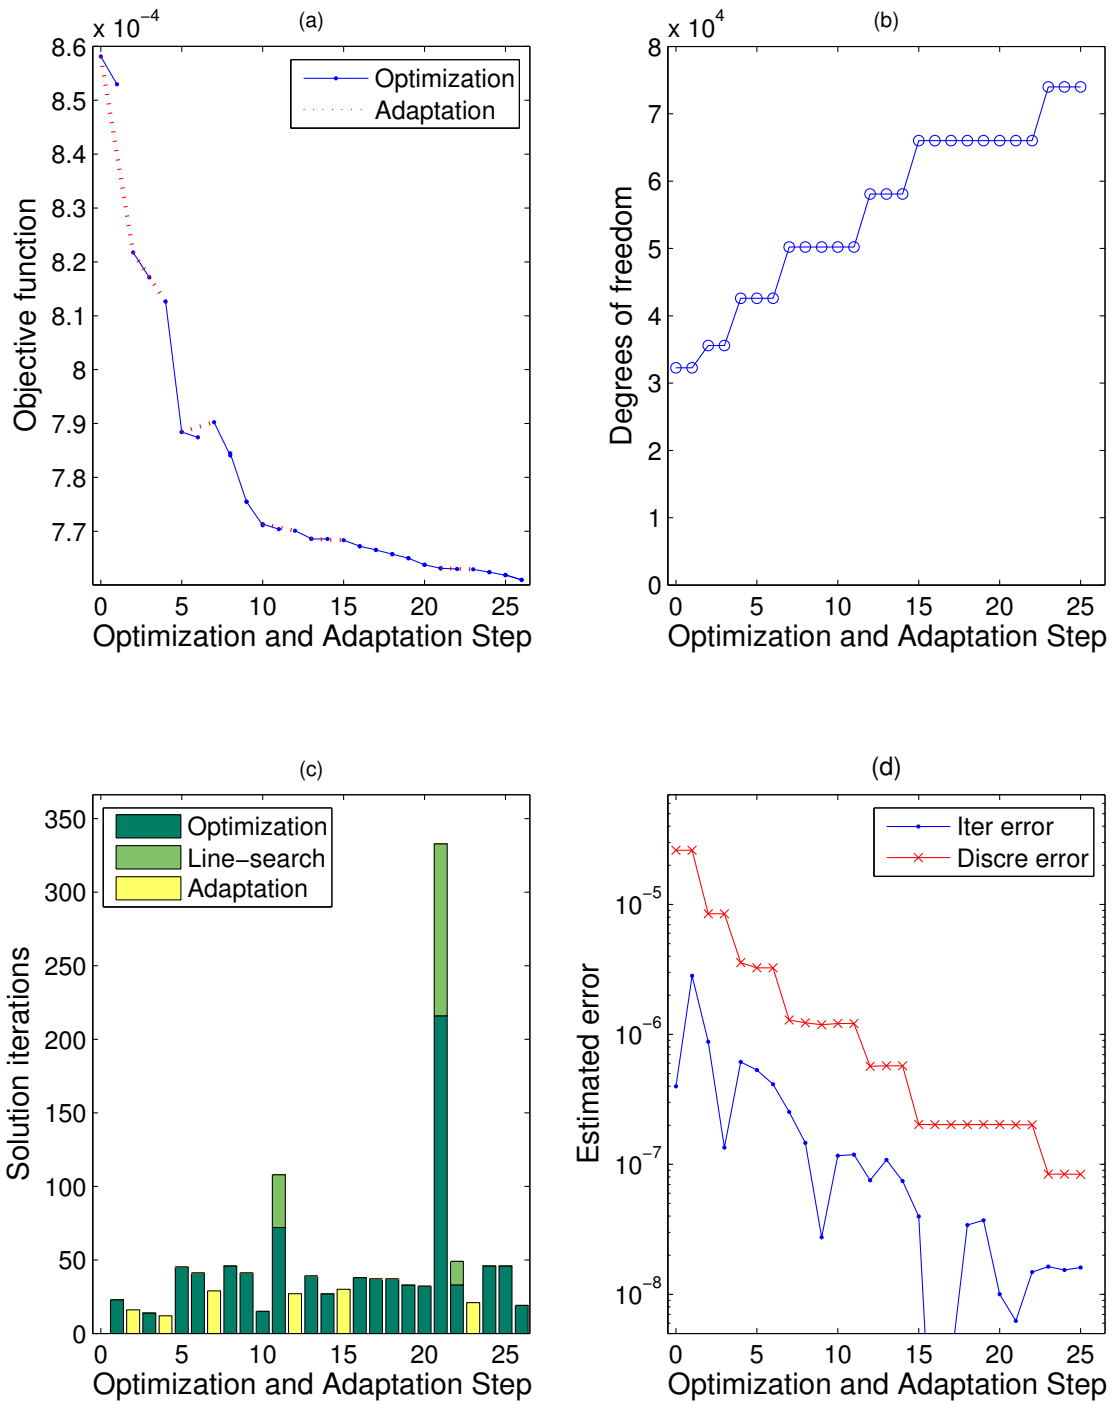 (a)
x 10⁻⁴
8.6
8.5
8.4
8.3
8.2
8.1
8
7.9
7.8
7.7
Objective function
Optimization
Adaptation
0 5 10 15 20 25
Optimization and Adaptation Step
(b)
x 10⁴
8
7
6
5
4
3
2
1
0
Degrees of freedom
0 5 10 15 20 25
Optimization and Adaptation Step
(c)
350
300
250
200
150
100
50
0
Solution iterations
Optimization
Line−search
Adaptation
0 5 10 15 20 25
Optimization and Adaptation Step
(d)
10⁻⁵
10⁻⁶
10⁻⁷
10⁻⁸
Estimated error
Iter error
Discre error
0 5 10 15 20 25
Optimization and Adaptation Step